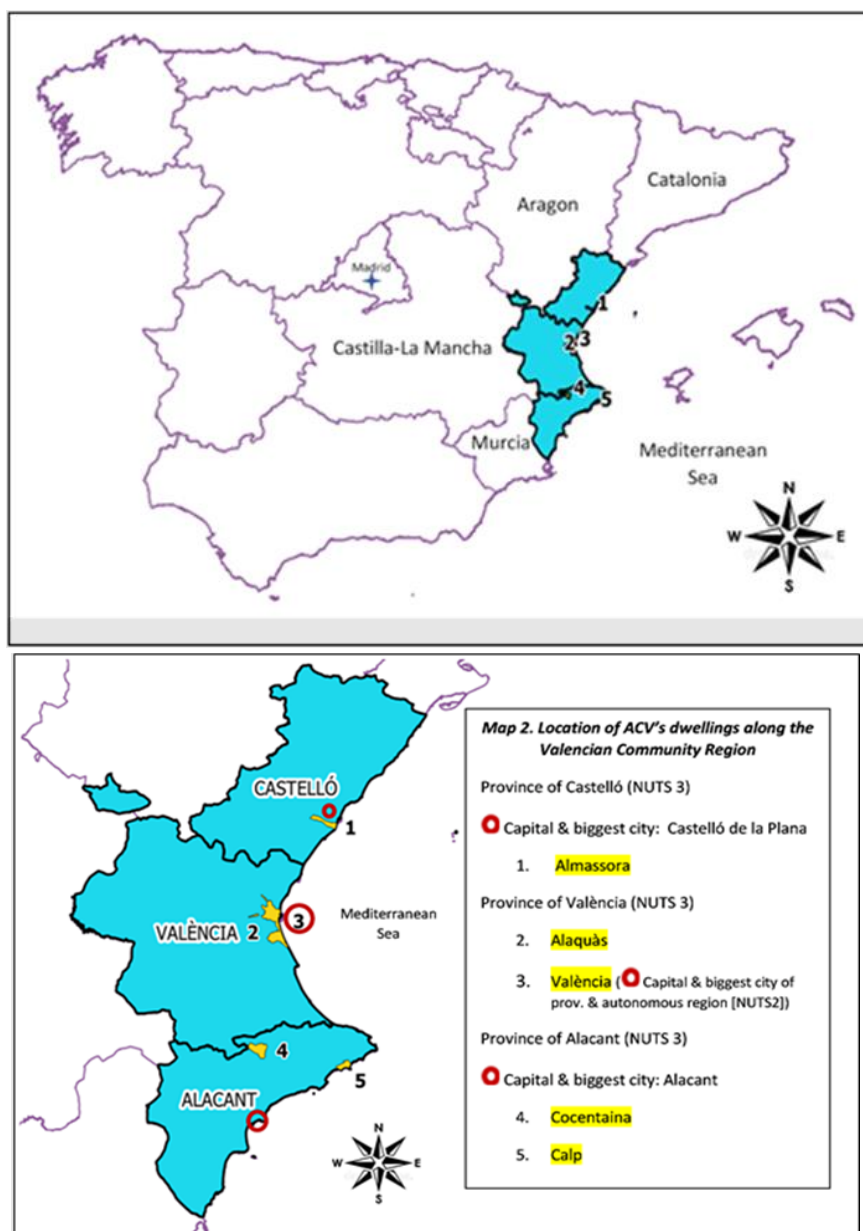 Catalonia
Aragon
Madrid
1
Castilla-La Mancha
2 3
4
5
Murcia
Mediterranean
Sea
N
W E
S
CASTELLÓ
1
VALÈNCIA 2
3
Mediterranean
Sea
4
5
ALACANT
N
W E
S
Map 2. Location of ACV's dwellings along the
Valencian Community Region
Province of Castelló (NUTS 3)
Capital & biggest city: Castelló de la Plana
1. Almassora
Province of València (NUTS 3)
2. Alaquàs
3. València ( Capital & biggest city of
prov. & autonomous region [NUTS2])
Province of Alacant (NUTS 3)
Capital & biggest city: Alacant
4. Cocentaina
5. Calp